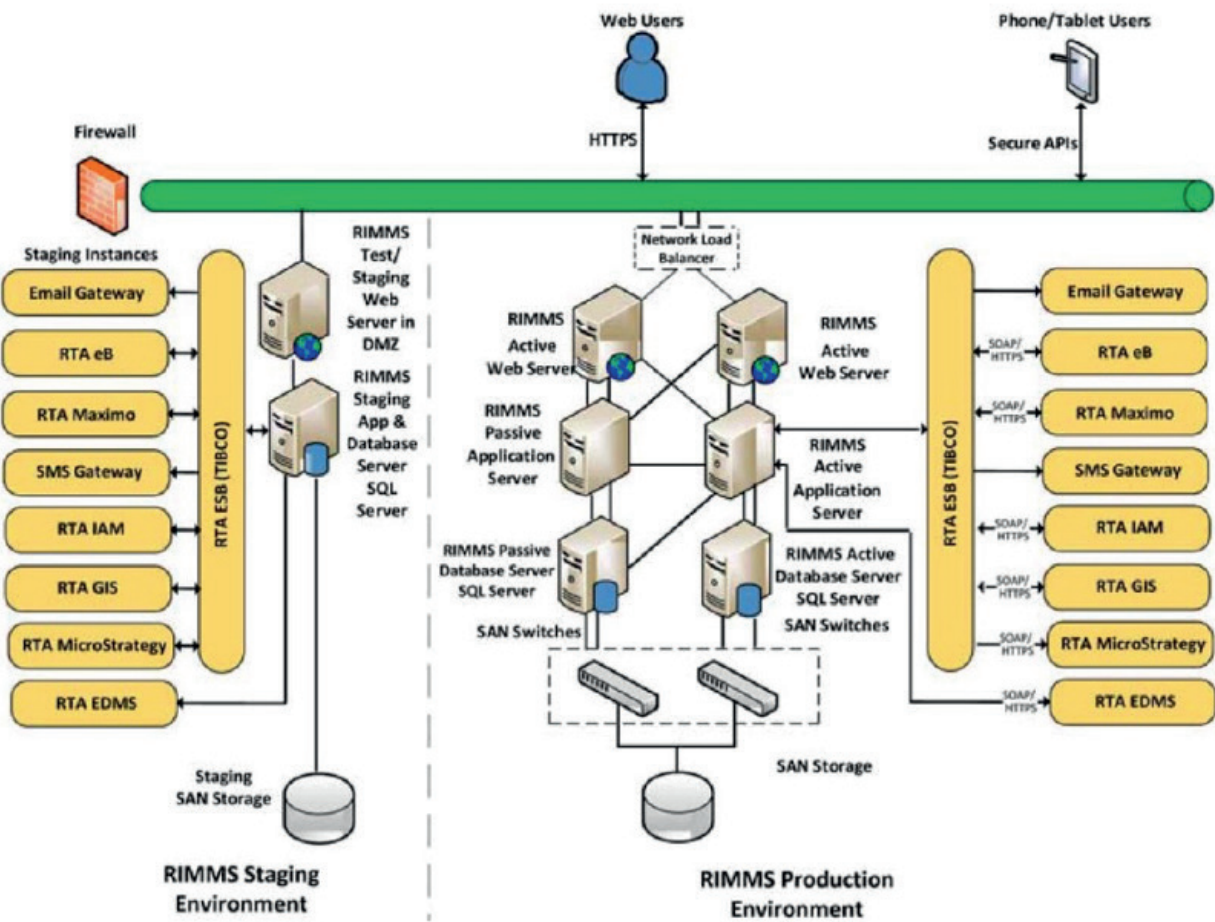 Web Users
Phone/Tablet Users
Firewall
HTTPS
Secure APIs
Staging Instances
Email Gateway
RTA eB
RTA Maximo
SMS Gateway
RTA IAM
RTA GIS
RTA MicroStrategy
RTA EDMS
RTA ESB (TIBCO)
RIMMS
Test/
Staging
Web
Server in
DMZ
RIMMS
Staging
App &
Database
Server
SQL
Server
Staging
SAN Storage
RIMMS Staging
Environment
Network Load
Balancer
RIMMS
Active
Web Server
RIMMS
Active
Web Server
RIMMS
Passive
Application
Server
RIMMS
Active
Application
Server
RIMMS Passive
Database Server
SQL Server
RIMMS Active
Database Server
SQL Server
SAN Switches
SAN Switches
SAN Storage
RTA ESB (TIBCO)
Email Gateway
SOAP/
HTTPS
RTA eB
SOAP/
HTTPS
RTA Maximo
SMS Gateway
SOAP/
HTTPS
RTA IAM
SOAP/
HTTPS
RTA GIS
SOAP/
HTTPS
RTA MicroStrategy
SOAP/
HTTPS
RTA EDMS
RIMMS Production
Environment